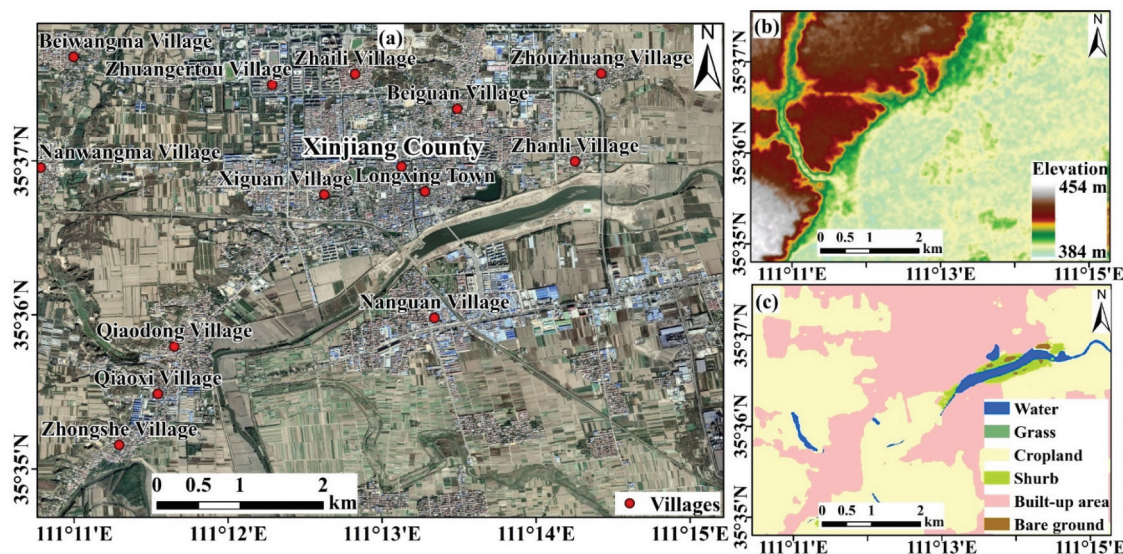 (a)
N
Beiwangma Village
Zhuangertou Village
Zhaili Village
Zhouzhuang Village
Beiguan Village
Nanwangma Village
Xinjiang County
Zhanli Village
Xiguan Village
Longxing Town
Nanguan Village
Qiaodong Village
Qiaoxi Village
Zhongshe Village
0 0.5 1 2
km
Villages
35°37'N
35°36'N
35°35'N
111°11'E
111°12'E
111°13'E
111°14'E
111°15'E
(b)
N
35°37'N
35°36'N
35°35'N
Elevation
454 m
384 m
0 0.5 1 2
km
111°11'E
111°13'E
111°15'E
(c)
N
35°37'N
35°36'N
35°35'N
Water
Grass
Cropland
Shurb
Built-up area
Bare ground
0 0.5 1 2
km
111°11'E
111°13'E
111°15'E